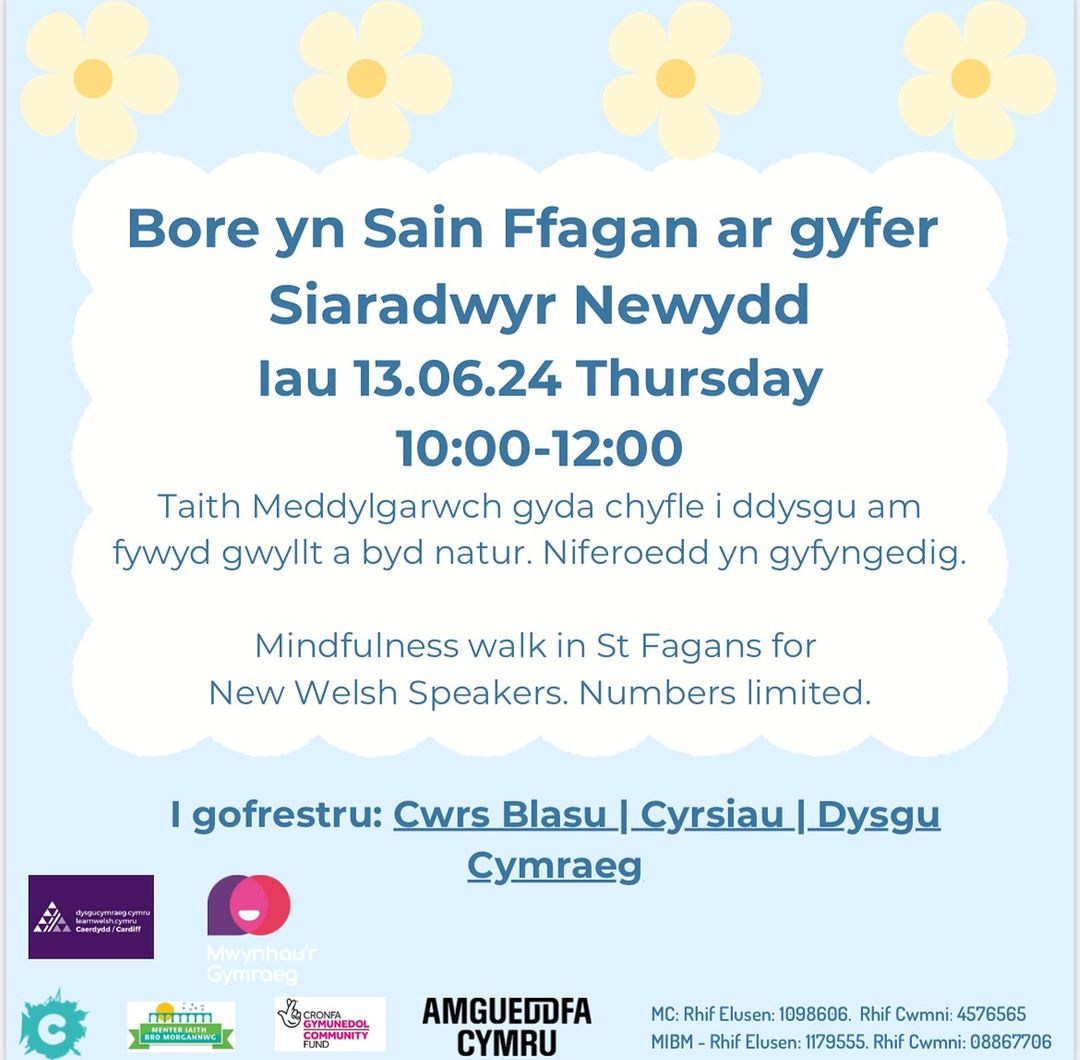 Bore yn Sain Ffagan ar gyfer
Siaradwyr Newydd
Iau 13.06.24 Thursday
10:00-12:00
Taith Meddylgarwch gyda chyfle i ddysgu am
fywyd gwyllt a byd natur. Niferoedd yn gyfyngedig.
Mindfulness walk in St Fagans for
New Welsh Speakers. Numbers limited.
I gofrestru: Cwrs Blasu | Cyrsiau | Dysgu
Cymraeg
dysgucymraeg.cymru
learnwelsh.cymru
Caerdydd / Cardiff
Mwynhau'r
Gymraeg
C
MENTER IAITH
BRO MORGANNWG
CRONFA
GYMUNEDOL
COMMUNITY
FUND
AMGUEDDFA
CYMRU
MC: Rhif Elusen: 1098606. Rhif Cwmni: 4576565
MIBM - Rhif Elusen: 1179555. Rhif Cwmni: 08867706